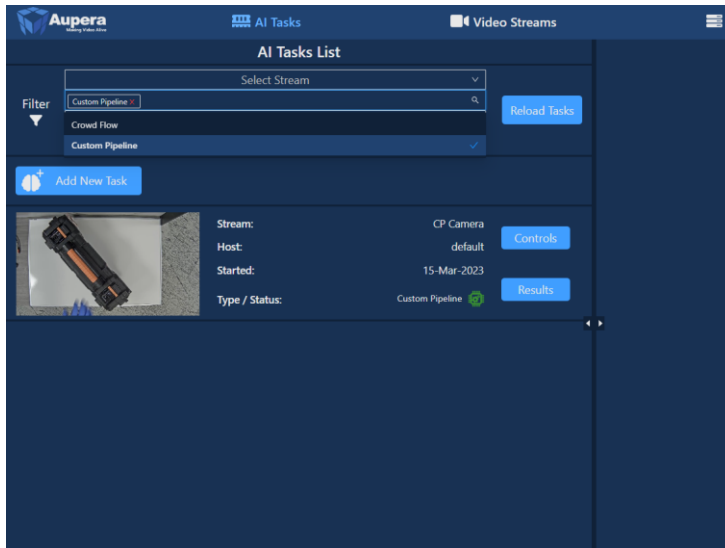 Aupera
Making Video Alive
AI Tasks
Video Streams
AI Tasks List
Filter
Select Stream
Custom Pipeline ×
Crowd Flow
Custom Pipeline
Reload Tasks
Add New Task
Stream: CP Camera
Host: default
Started: 15-Mar-2023
Type / Status: Custom Pipeline
Controls
Results